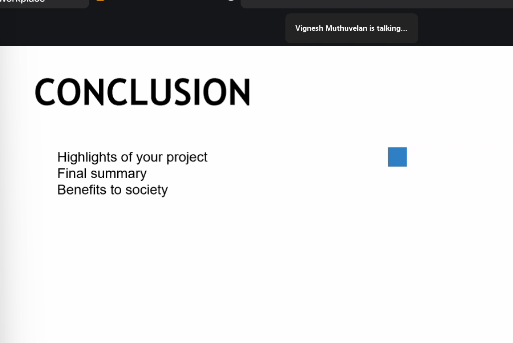 Vignesh Muthuvelan is talking...
CONCLUSION
Highlights of your project
Final summary
Benefits to society